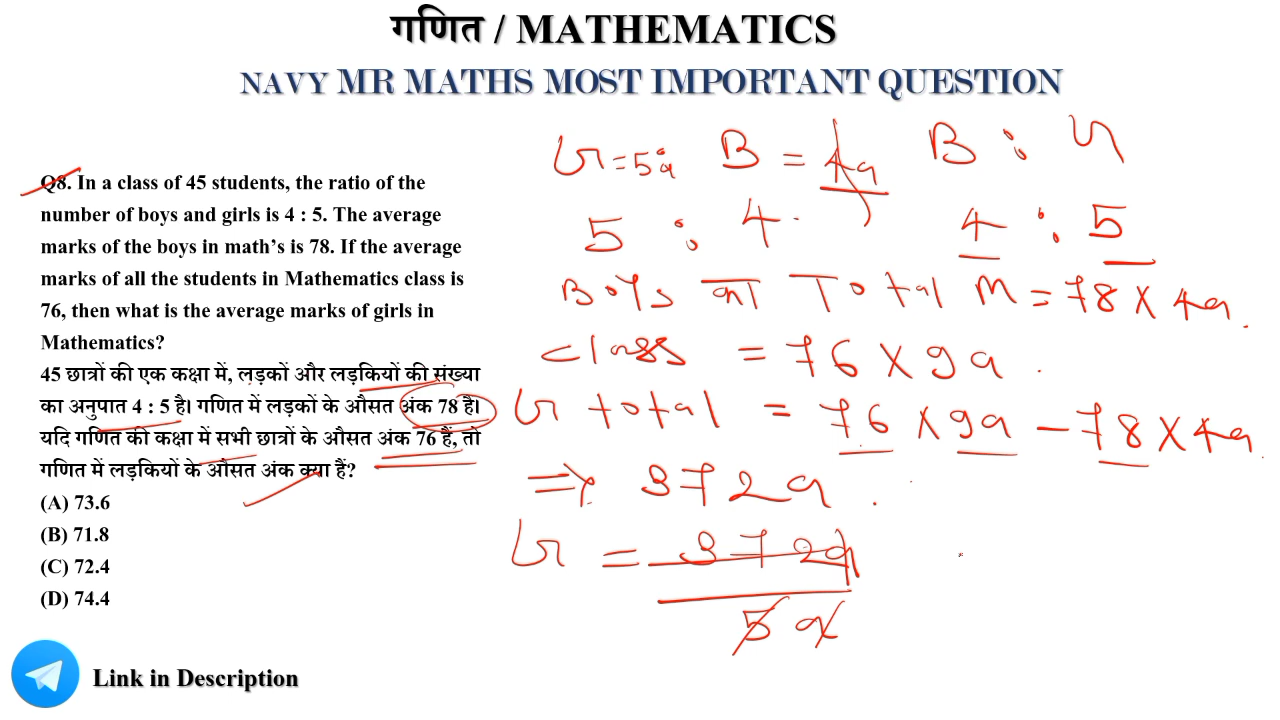 गणित / MATHEMATICS
NAVY MR MATHS MOST IMPORTANT QUESTION
Q8. In a class of 45 students, the ratio of the
number of boys and girls is 4 : 5. The average
marks of the boys in math’s is 78. If the average
marks of all the students in Mathematics class is
76, then what is the average marks of girls in
Mathematics?
45 छात्रों की एक कक्षा में, लड़कों और लड़कियों की संख्या
का अनुपात 4 : 5 है। गणित में लड़कों के औसत अंक 78 है।
यदि गणित की कक्षा में सभी छात्रों के औसत अंक 76 हैं, तो
गणित में लड़कियों के औसत अंक क्या हैं?
(A) 73.6
(B) 71.8
(C) 72.4
(D) 74.4
Link in Description
G = 5a B = 4a B : G
5 : 4 4 : 5
Boys का Total M = 78 × 4a.
class = 76 × 9a.
G total = 76 × 9a - 78 × 4a.
⇒ 372a.
G = 372a
5a